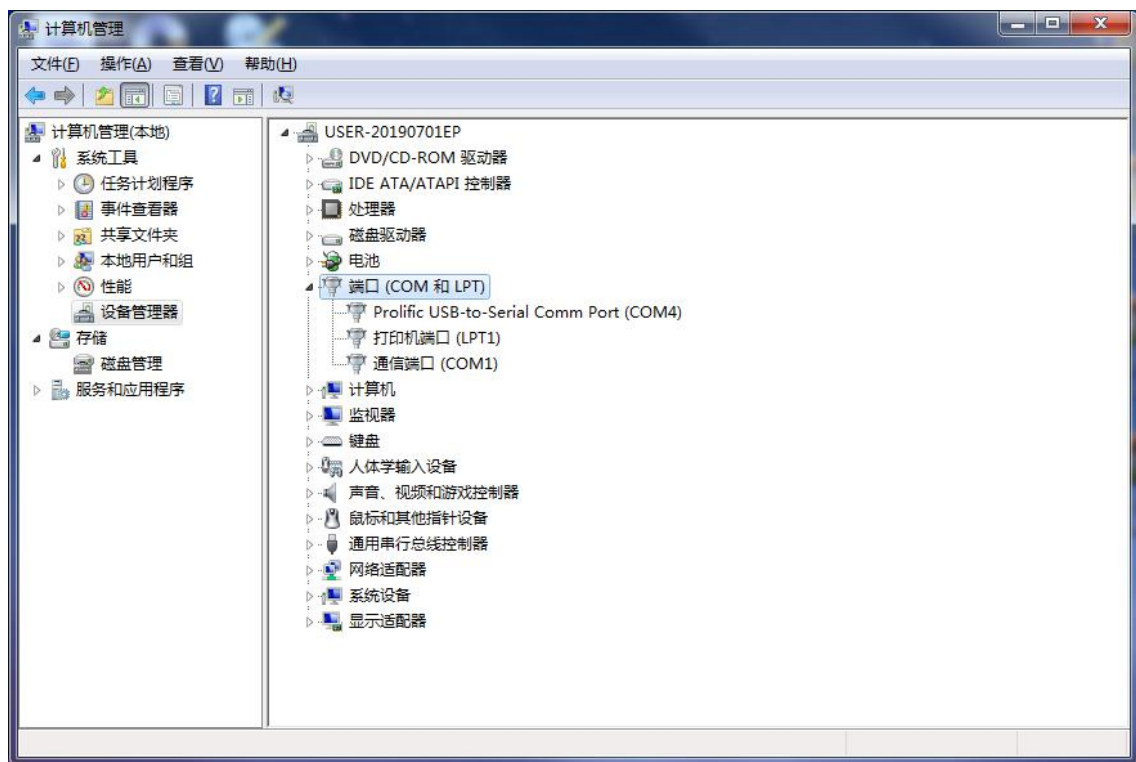 计算机管理
文件(F) 操作(A) 查看(V) 帮助(H)
计算机管理(本地)
系统工具
任务计划程序
事件查看器
共享文件夹
本地用户和组
性能
设备管理器
存储
磁盘管理
服务和应用程序
USER-20190701EP
DVD/CD-ROM 驱动器
IDE ATA/ATAPI 控制器
处理器
磁盘驱动器
电池
端口 (COM 和 LPT)
Prolific USB-to-Serial Comm Port (COM4)
打印机端口 (LPT1)
通信端口 (COM1)
计算机
监视器
键盘
人体学输入设备
声音、视频和游戏控制器
鼠标和其他指针设备
通用串行总线控制器
网络适配器
系统设备
显示适配器